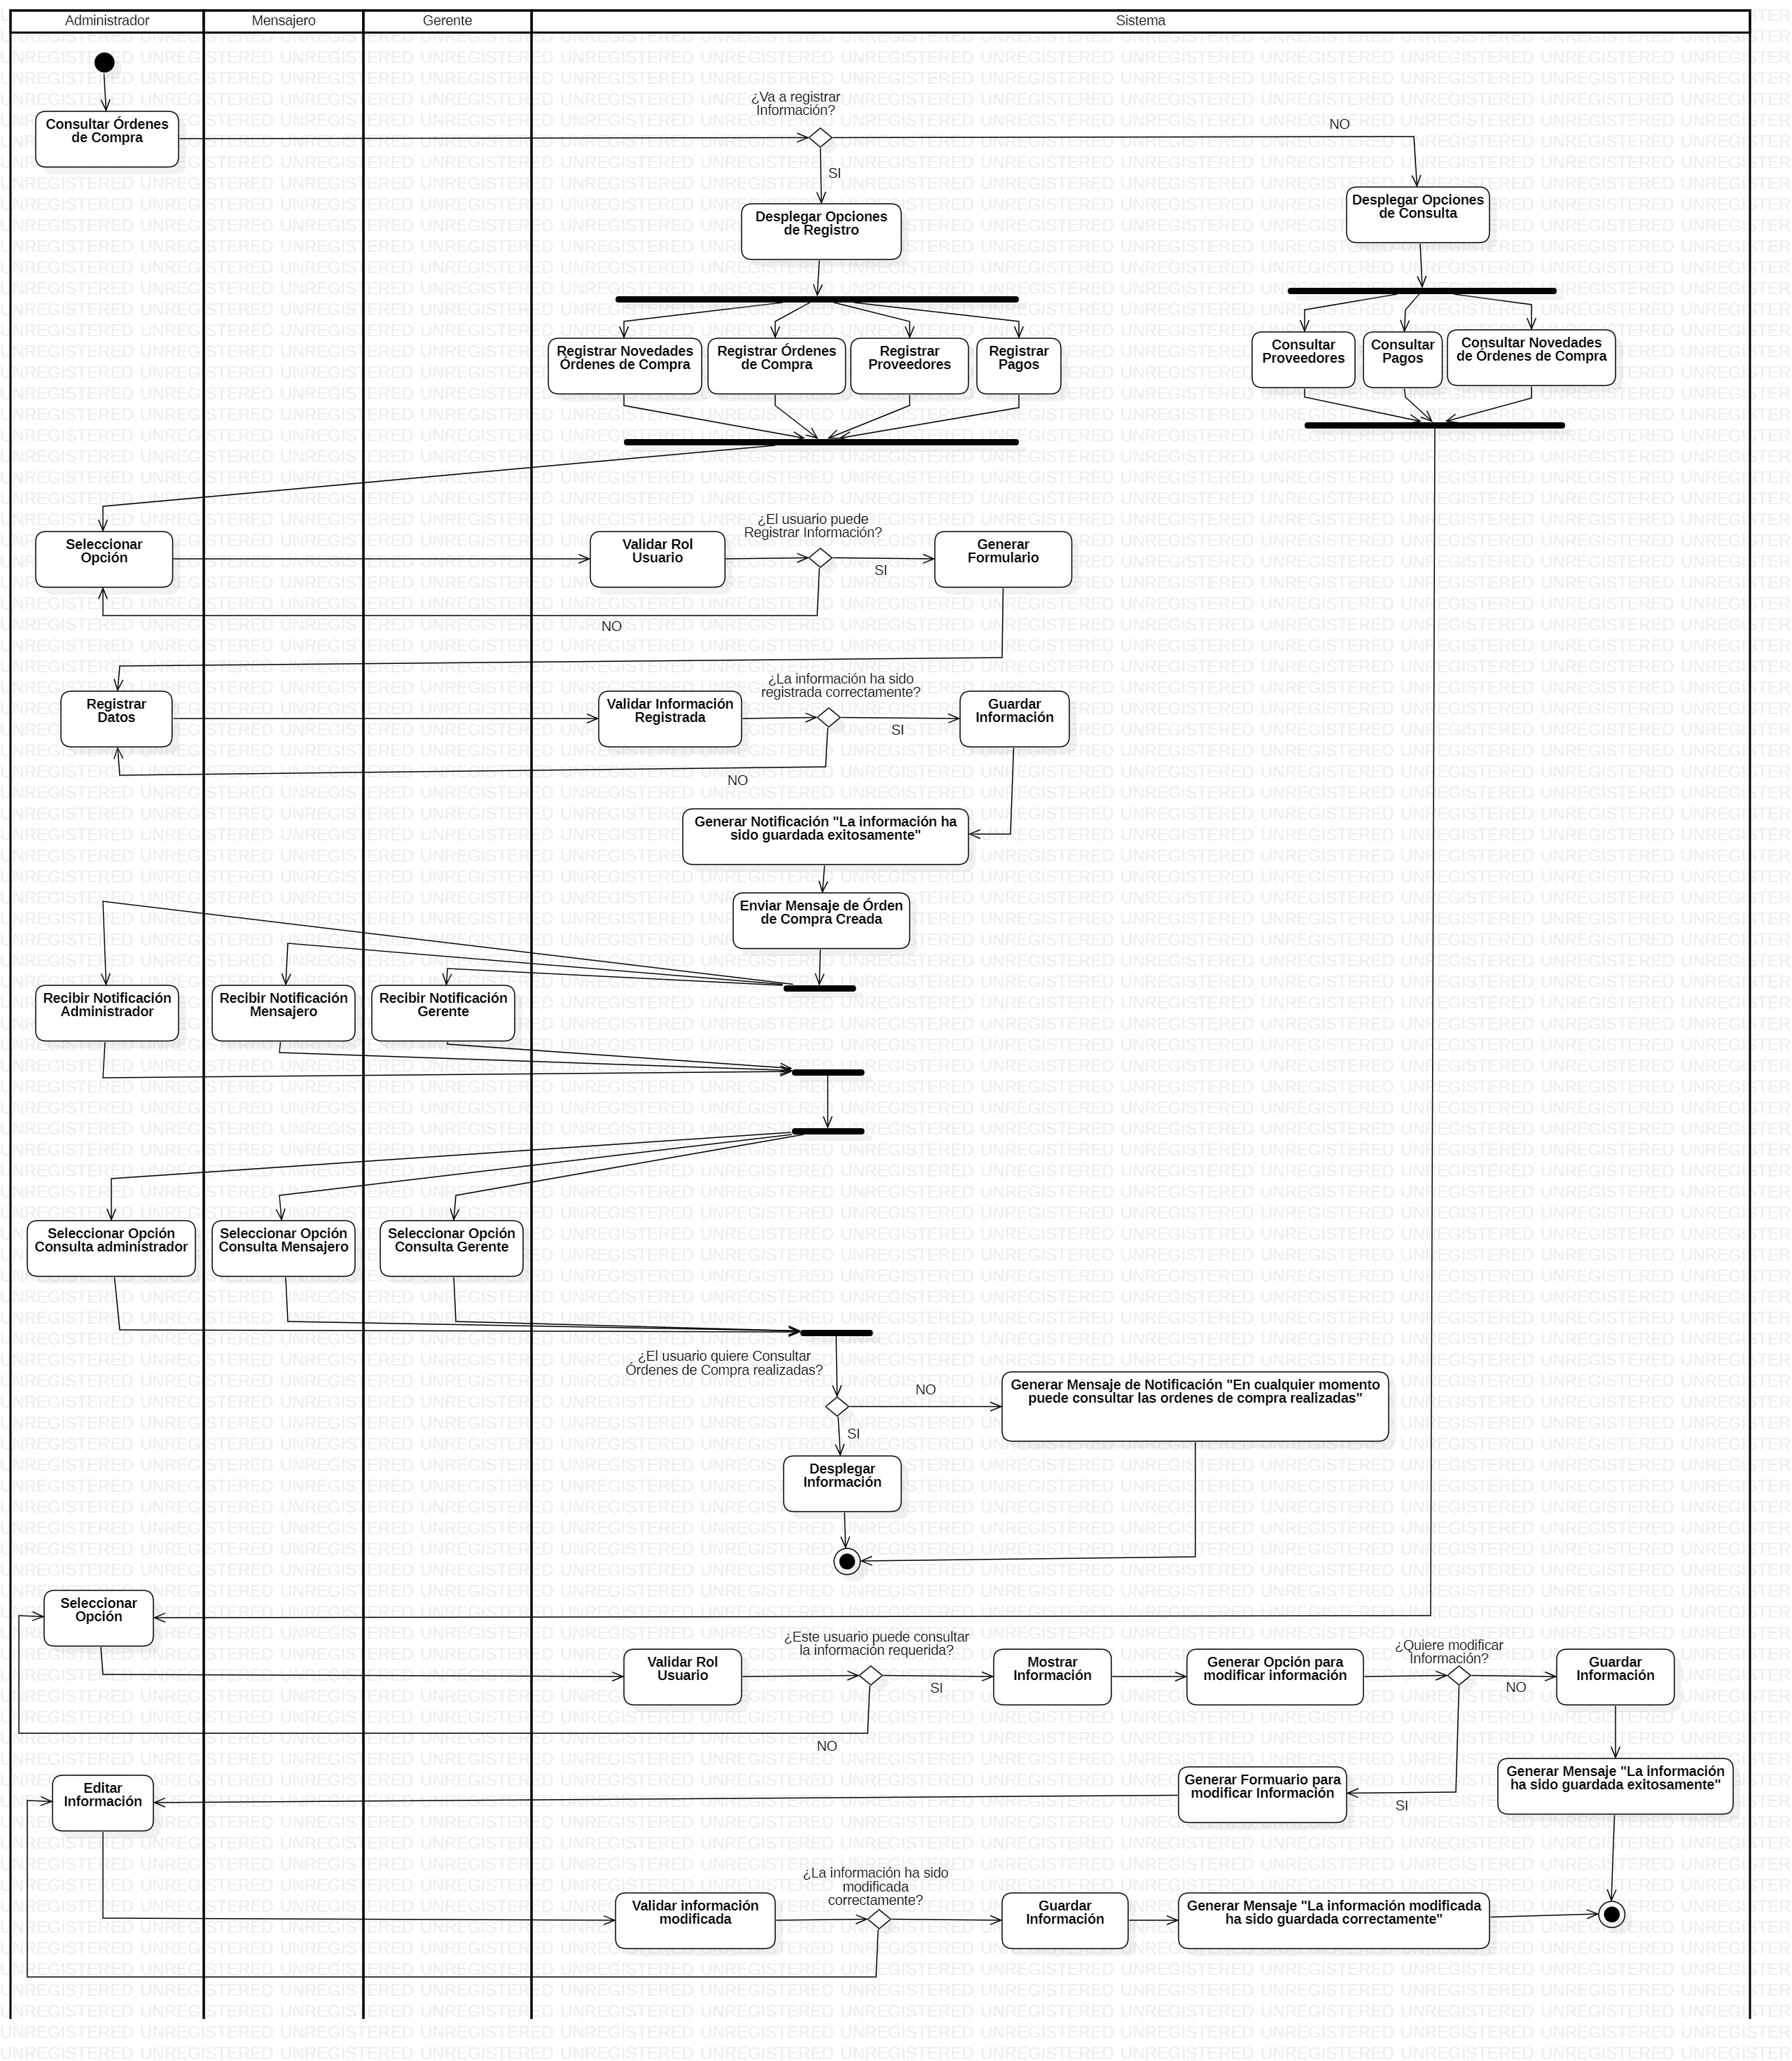 Administrador
Mensajero
Gerente
Sistema
¿Va a registrar
Información?
NO
Consultar Órdenes
de Compra
SI
Desplegar Opciones
de Registro
Desplegar Opciones
de Consulta
Registrar Novedades
Órdenes de Compra
Registrar Órdenes
de Compra
Registrar
Proveedores
Registrar
Pagos
Consultar
Proveedores
Consultar
Pagos
Consultar Novedades
de Órdenes de Compra
Seleccionar
Opción
Validar Rol
Usuario
¿El usuario puede
Registrar Información?
SI
Generar
Formulario
NO
Registrar
Datos
Validar Información
Registrada
¿La información ha sido
registrada correctamente?
SI
Guardar
Información
NO
Generar Notificación "La información ha
sido guardada exitosamente"
Enviar Mensaje de Órden
de Compra Creada
Recibir Notificación
Administrador
Recibir Notificación
Mensajero
Recibir Notificación
Gerente
Seleccionar Opción
Consulta administrador
Seleccionar Opción
Consulta Mensajero
Seleccionar Opción
Consulta Gerente
¿El usuario quiere Consultar
Órdenes de Compra realizadas?
NO
Generar Mensaje de Notificación "En cualquier momento
puede consultar las ordenes de compra realizadas"
SI
Desplegar
Información
Seleccionar
Opción
Validar Rol
Usuario
¿Este usuario puede consultar
la información requerida?
SI
Mostrar
Información
Generar Opción para
modificar información
¿Quiere modificar
Información?
NO
Guardar
Información
NO
Editar
Información
Generar Formuario para
modificar Información
SI
Generar Mensaje "La información
ha sido guardada exitosamente"
Validar información
modificada
¿La información ha sido
modificada
correctamente?
Guardar
Información
Generar Mensaje "La información modificada
ha sido guardada correctamente"
UNREGISTERED